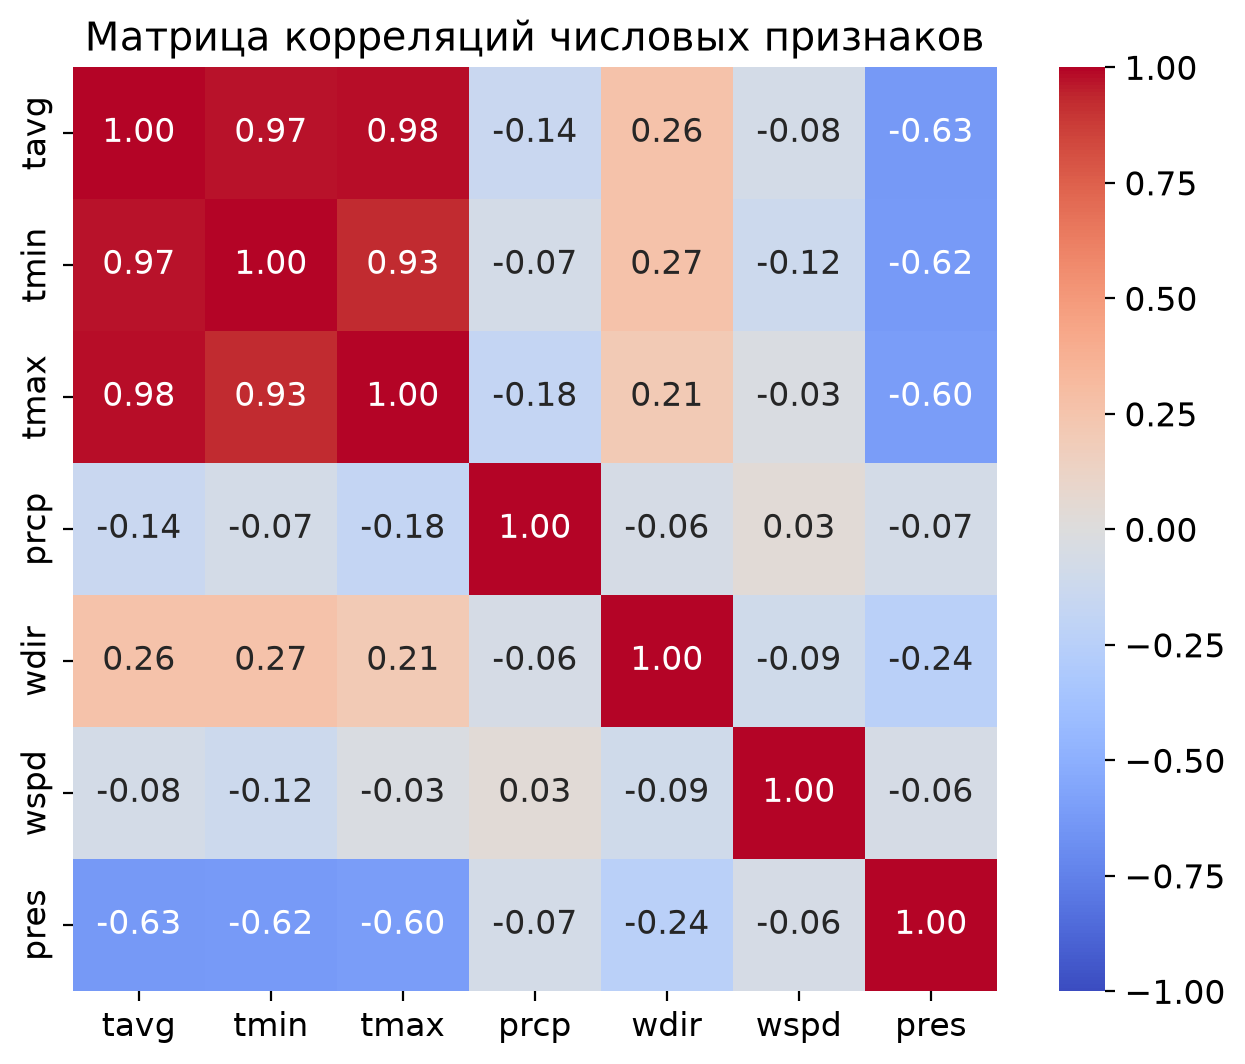 Матрица корреляций числовых признаков
tavg 1.00 0.97 0.98 -0.14 0.26 -0.08 -0.63
tmin 0.97 1.00 0.93 -0.07 0.27 -0.12 -0.62
tmax 0.98 0.93 1.00 -0.18 0.21 -0.03 -0.60
prcp -0.14 -0.07 -0.18 1.00 -0.06 0.03 -0.07
wdir 0.26 0.27 0.21 -0.06 1.00 -0.09 -0.24
wspd -0.08 -0.12 -0.03 0.03 -0.09 1.00 -0.06
pres -0.63 -0.62 -0.60 -0.07 -0.24 -0.06 1.00
tavg tmin tmax prcp wdir wspd pres
1.00
0.75
0.50
0.25
0.00
−0.25
−0.50
−0.75
−1.00